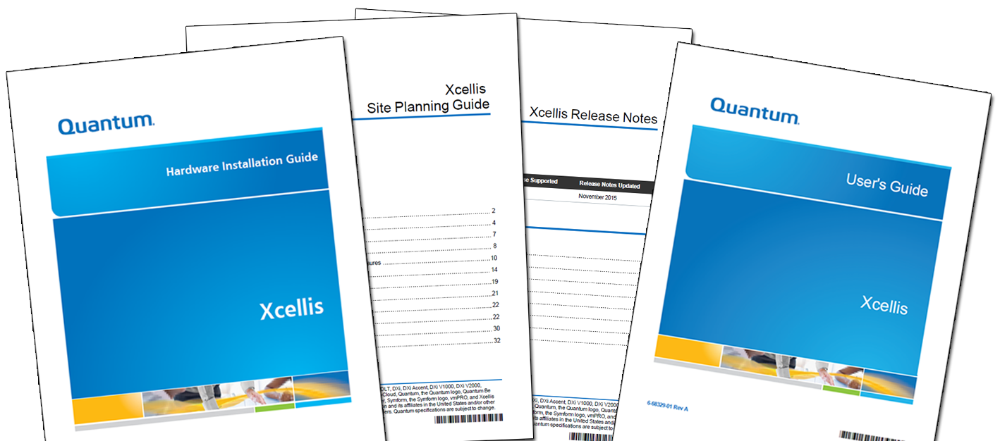 Quantum.
Hardware Installation Guide
Xcellis
Xcellis
Site Planning Guide
2
4
7
8
sures 10
14
19
21
22
22
30
32
DLT, DXi, DXi Accent, DXi V1000, DXi V2000,
Cloud, Quantum, the Quantum logo, Quantum Be
r, Symform, the Symform logo, vmPRO, and Xcellis
n and its affiliates in the United States and/or other
ers. Quantum specifications are subject to change.
Xcellis Release Notes
se Supported Release Notes Updated
November 2015
Xi, DXi Accent, DXi V1000, DXi V200
Quantum, the Quantum logo, Quant
form, the Symform logo, vmPRO, a
its affiliates in the United States and/
uantum specifications are subject to
Quantum.
User's Guide
Xcellis
6-68329-01 Rev A